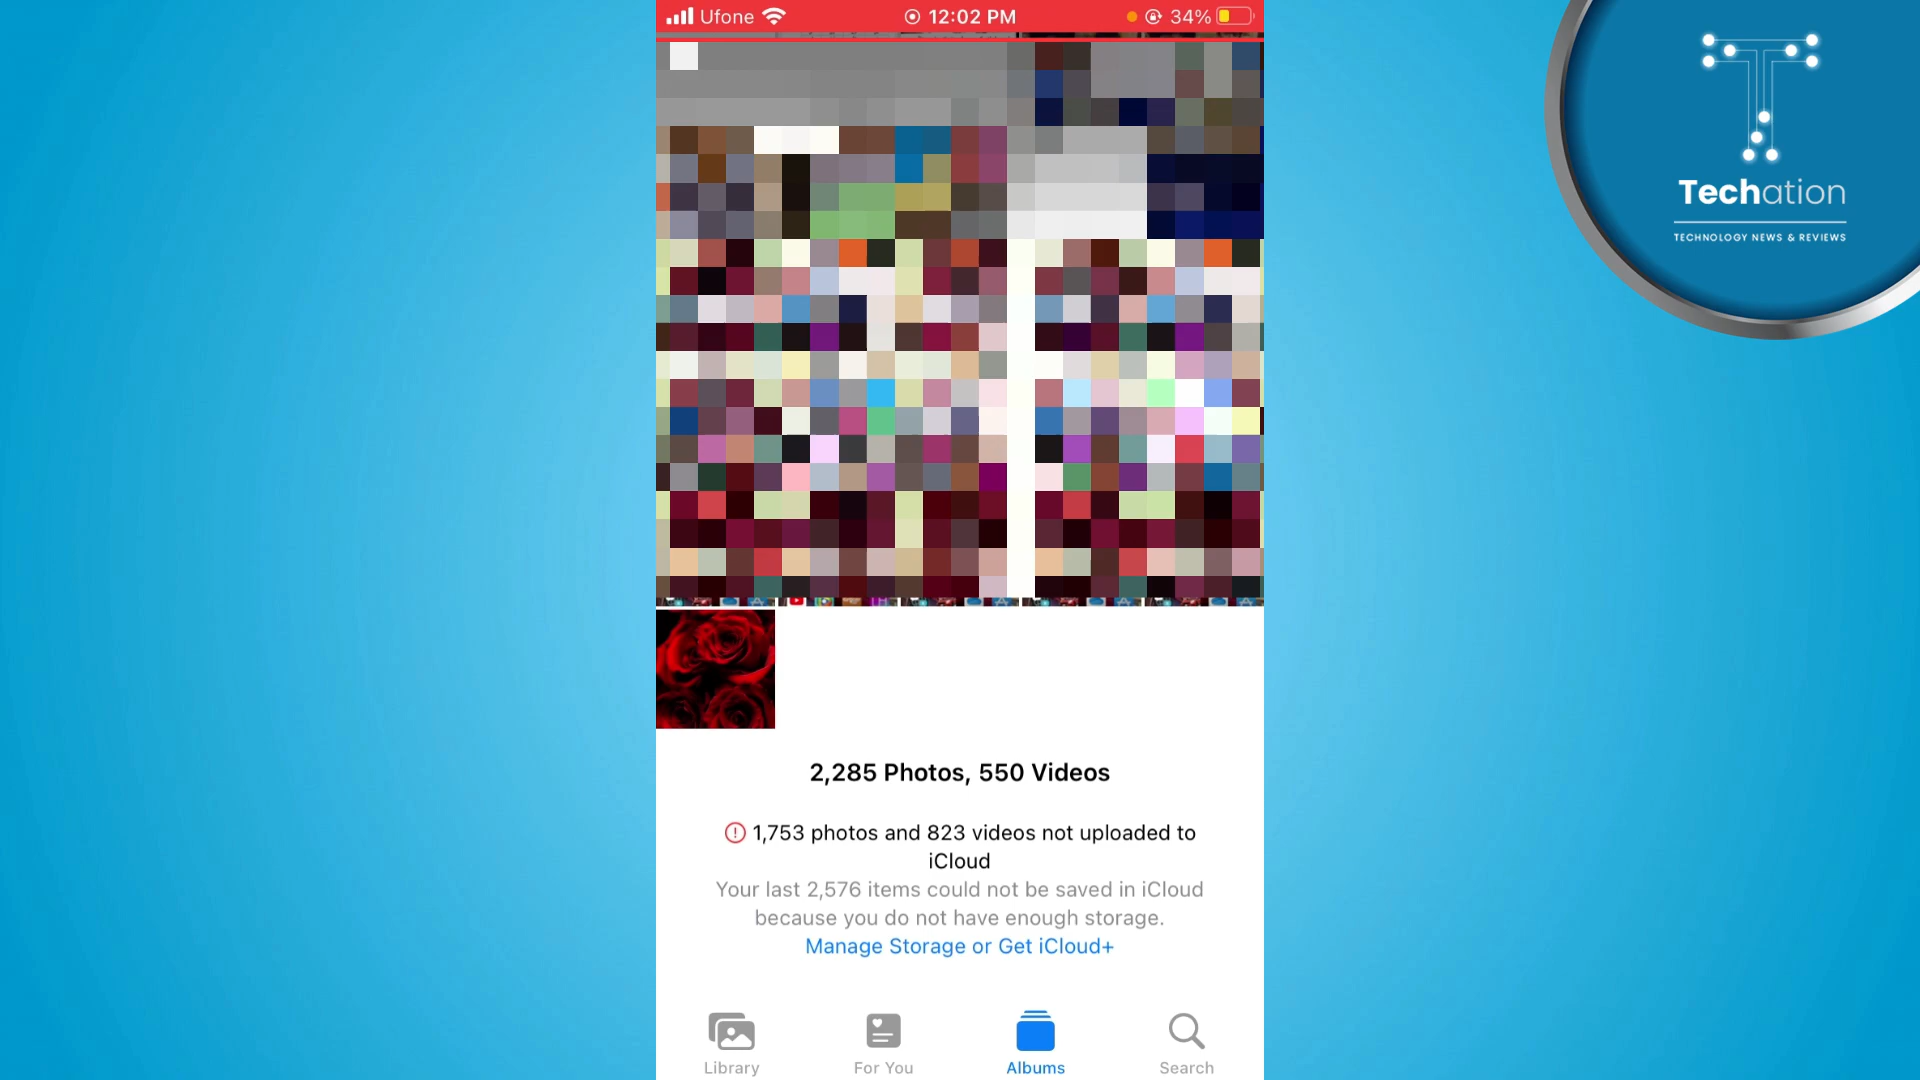 Ufone 12:02 PM 34%
Techation
TECHNOLOGY NEWS & REVIEWS
2,285 Photos, 550 Videos
1,753 photos and 823 videos not uploaded to
iCloud
Your last 2,576 items could not be saved in iCloud
because you do not have enough storage.
Manage Storage or Get iCloud+
Library For You Albums Search